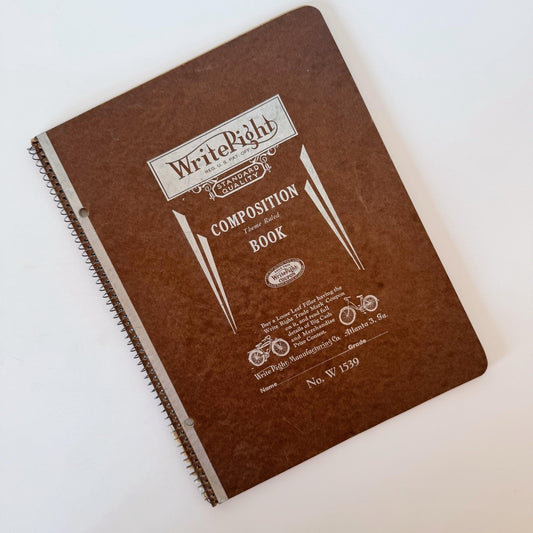 WriteRight
REG. U.S. PAT. OFF.
STANDARD
QUALITY
COMPOSITION
Theme Ruled
BOOK
WriteRight
Buy a Loose Leaf Filler having the
Write Right Trade Mark Coupon
on it, and read full
details of Big Cash
and Merchandise
Prize Contest.
WriteRight Manufacturing Co. Atlanta 3, Ga.
Name Grade
No. W 1539